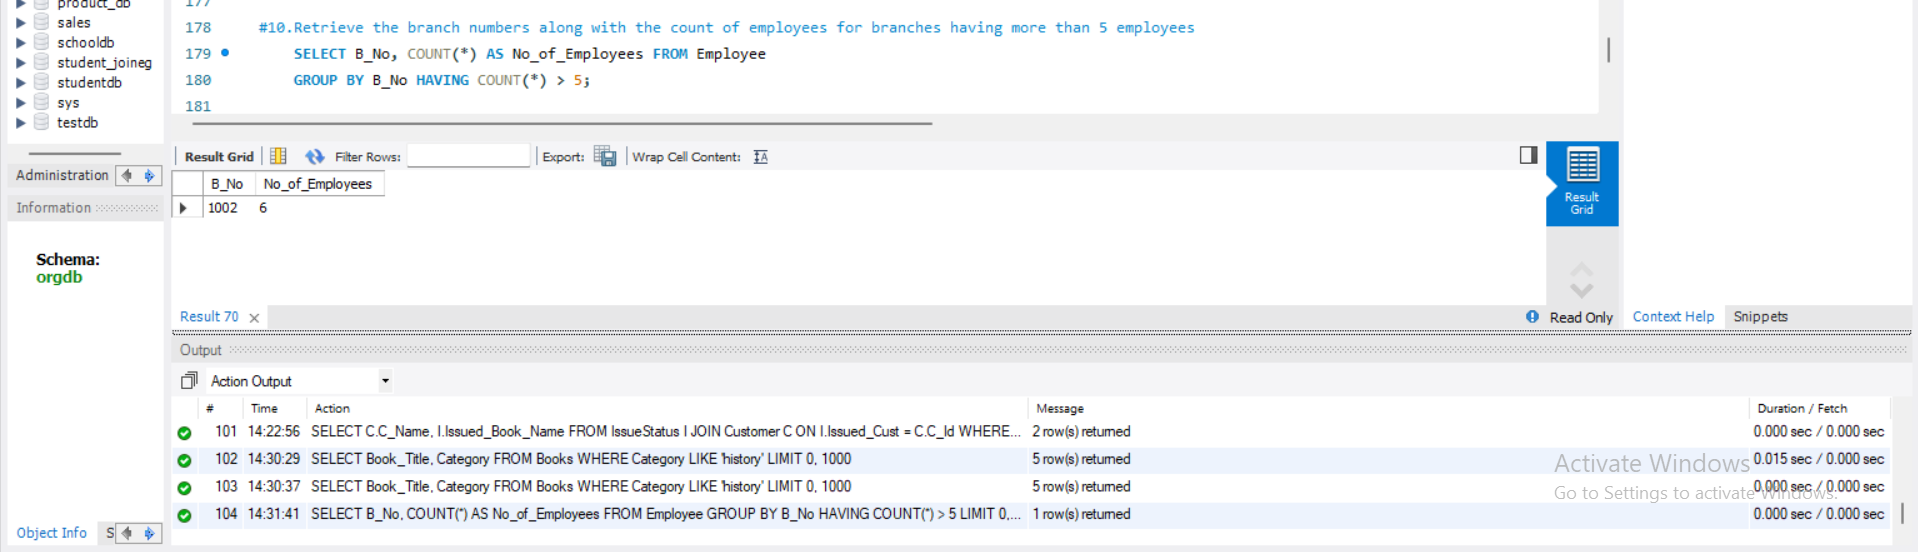 product_db
sales
schooldb
student_joineg
studentdb
sys
testdb
Administration
Information
Schema:
orgdb
Object Info S
177
178 #10.Retrieve the branch numbers along with the count of employees for branches having more than 5 employees
179 SELECT B_No, COUNT(*) AS No_of_Employees FROM Employee
180 GROUP BY B_No HAVING COUNT(*) > 5;
181
Result Grid Filter Rows: Export: Wrap Cell Content:
B_No No_of_Employees
1002 6
Result
Grid
Result 70 Read Only Context Help Snippets
Output
Action Output
# Time Action Message Duration / Fetch
101 14:22:56 SELECT C.C_Name, I.Issued_Book_Name FROM IssueStatus I JOIN Customer C ON I.Issued_Cust = C.C_Id WHERE... 2 row(s) returned 0.000 sec / 0.000 sec
102 14:30:29 SELECT Book_Title, Category FROM Books WHERE Category LIKE 'history' LIMIT 0, 1000 5 row(s) returned 0.015 sec / 0.000 sec
103 14:30:37 SELECT Book_Title, Category FROM Books WHERE Category LIKE 'history' LIMIT 0, 1000 5 row(s) returned 0.000 sec / 0.000 sec
104 14:31:41 SELECT B_No, COUNT(*) AS No_of_Employees FROM Employee GROUP BY B_No HAVING COUNT(*) > 5 LIMIT 0,... 1 row(s) returned 0.000 sec / 0.000 sec
Activate Windows
Go to Settings to activate Windows.